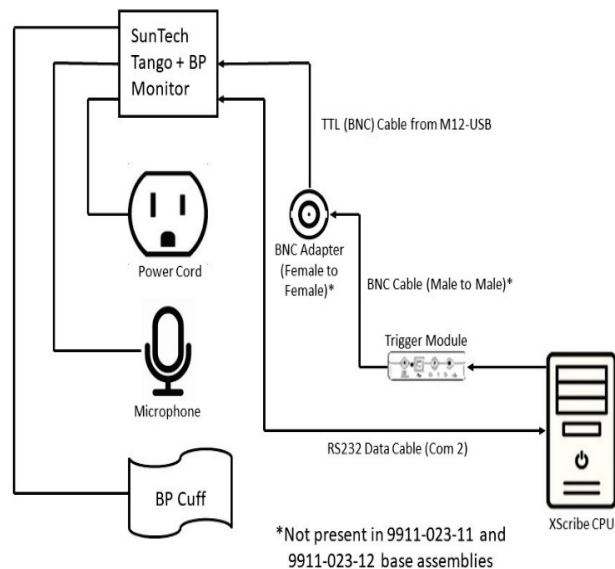 SunTech
Tango + BP
Monitor
TTL (BNC) Cable from M12-USB
Power Cord
BNC Adapter
(Female to
Female)*
BNC Cable (Male to Male)*
Trigger Module
Microphone
RS232 Data Cable (Com 2)
BP Cuff
XScribe CPU
*Not present in 9911-023-11 and
9911-023-12 base assemblies